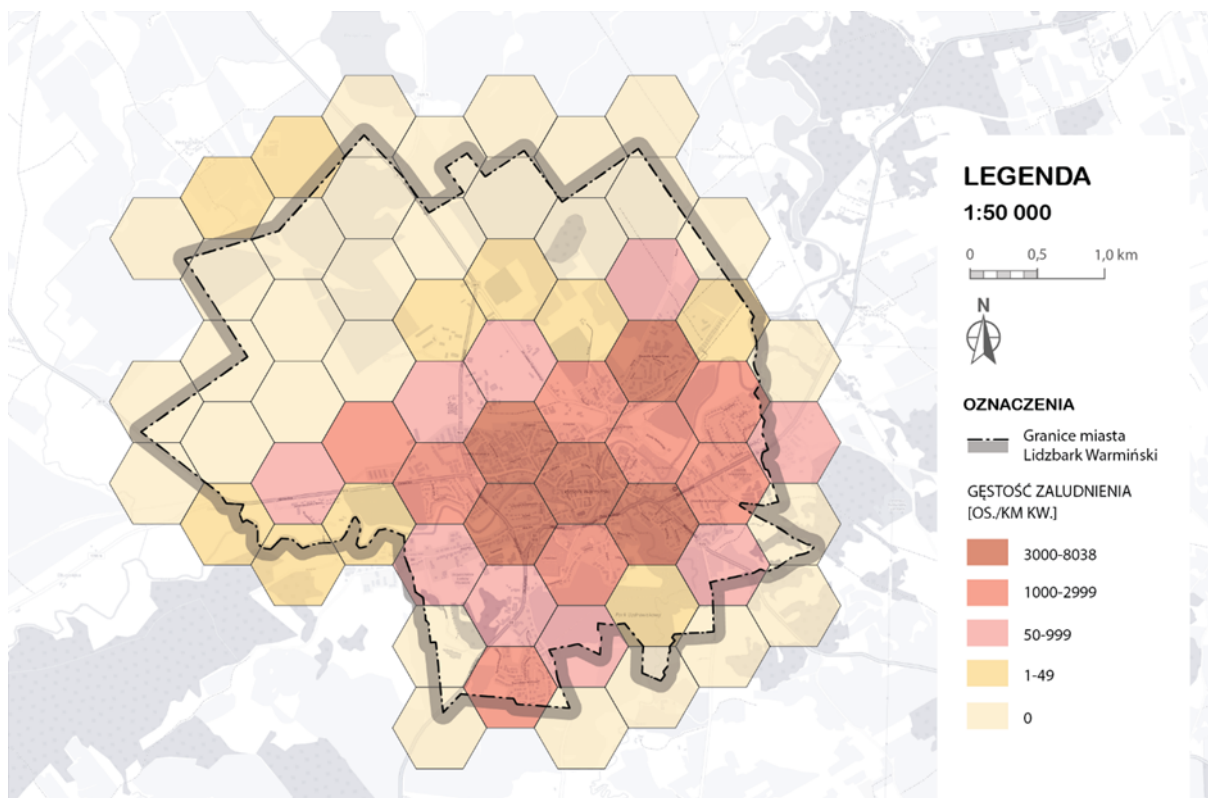 LEGENDA
1:50 000
0 0,5 1,0 km
N
OZNACZENIA
Granice miasta
Lidzbark Warmiński
GĘSTOŚĆ ZALUDNIENIA
[OS./KM KW.]
3000-8038
1000-2999
50-999
1-49
0